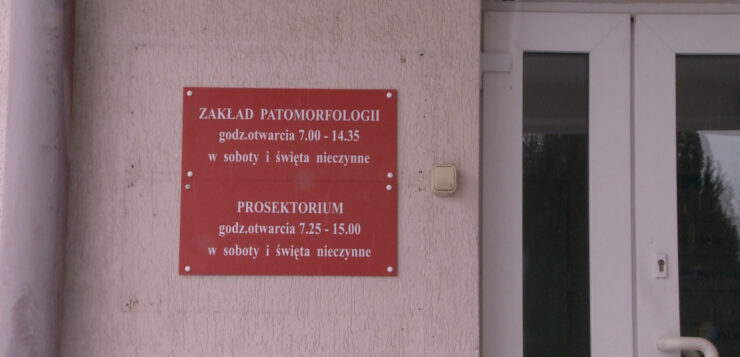 ZAKŁAD PATOMORFOLOGII
godz.otwarcia 7.00 - 14.35
w soboty i święta nieczynne
PROSEKTORIUM
godz.otwarcia 7.25 - 15.00
w soboty i święta nieczynne